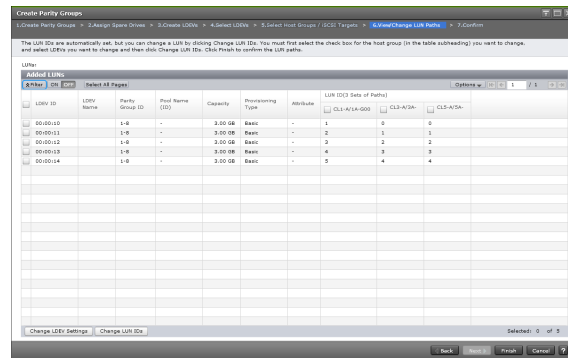 Create Parity Groups
1.Create Parity Groups > 2.Assign Spare Drives > 3.Create LDEVs > 4.Select LDEVs > 5.Select Host Groups / iSCSI Targets > 6.View/Change LUN Paths > 7.Confirm
The LUN IDs are automatically set, but you can change a LUN by clicking Change LUN IDs. You must first select the check box for the host group (in the table subheading) you want to change,
and select LDEVs you want to change and then click Change LUN IDs. Click Finish to confirm the LUN paths.
LUNs:
Added LUNs
Filter ON OFF Select All Pages Options 1 / 1
LDEV ID LDEV Name Parity Group ID Pool Name (ID) Capacity Provisioning Type Attribute LUN ID(3 Sets of Paths)
CL1-A/1A-G00 CL3-A/3A- CL5-A/5A-
00:00:10 1-8 - 3.00 GB Basic - 1 0 0
00:00:11 1-8 - 3.00 GB Basic - 2 1 1
00:00:12 1-8 - 3.00 GB Basic - 3 2 2
00:00:13 1-8 - 3.00 GB Basic - 4 3 3
00:00:14 1-8 - 3.00 GB Basic - 5 4 4
Change LDEV Settings Change LUN IDs Selected: 0 of 5
Back Next Finish Cancel ?